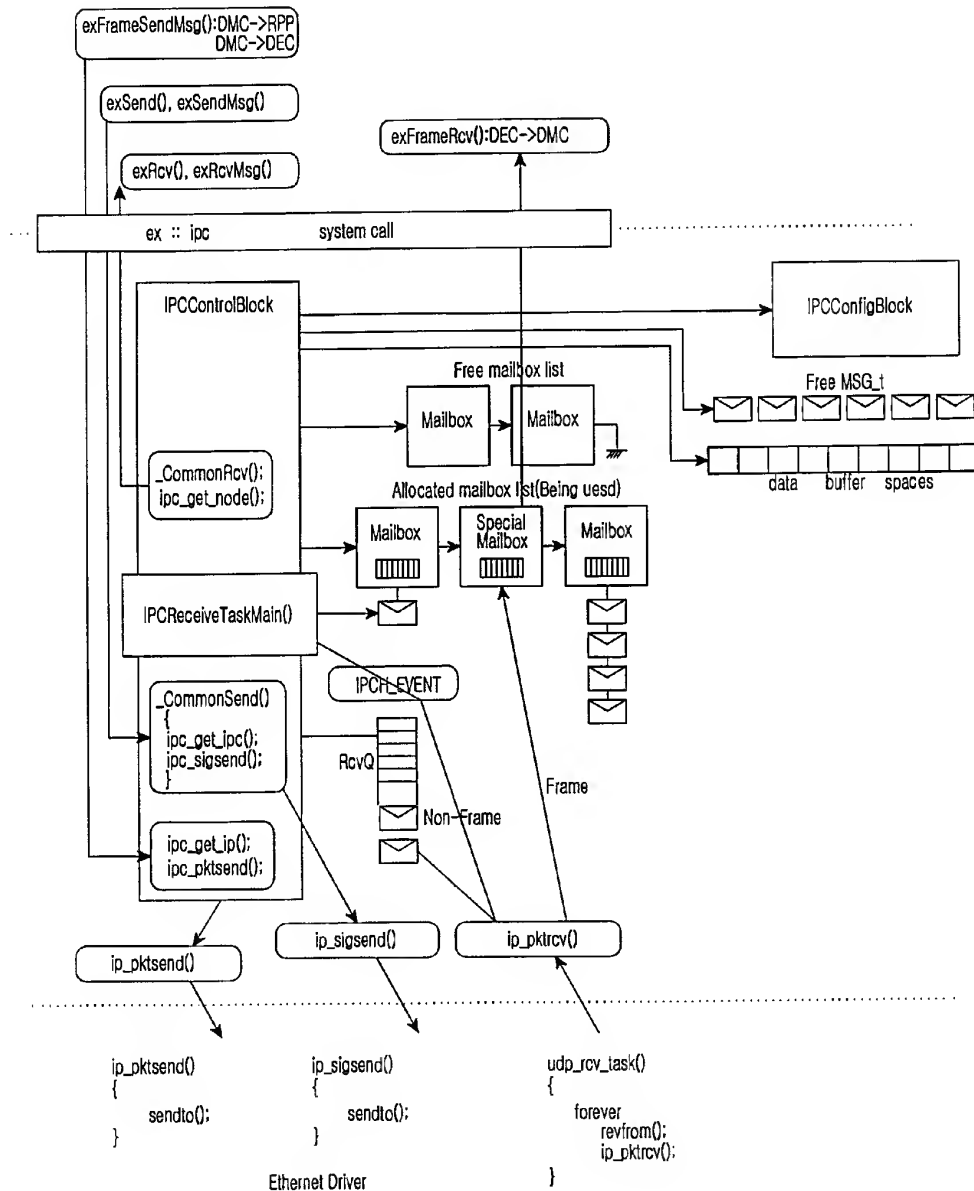 exFrameSendMsg():DMC->RPP
DMC->DEC
exSend(), exSendMsg()
exFrameRcv():DEC->DMC
exRcv(), exRcvMsg()
ex :: ipc system call
IPCControlBlock
IPCConfigBlock
Free mailbox list
Free MSG_t
Mailbox
Mailbox
_CommonRcv();
ipc_get_node();
data buffer spaces
Allocated mailbox list(Being uesd)
Mailbox
Special
Mailbox
Mailbox
IPCReceiveTaskMain()
IPCH_EVENT
_CommonSend()
{
ipc_get_ipc();
ipc_sigsend();
}
RcvQ
Frame
Non-Frame
ipc_get_ip();
ipc_pktsend();
ip_pktsend()
ip_sigsend()
ip_pktrcv()
ip_pktsend()
{
sendto();
}
ip_sigsend()
{
sendto();
}
udp_rcv_task()
{
forever
revfrom();
ip_pktrcv();
}
Ethernet Driver